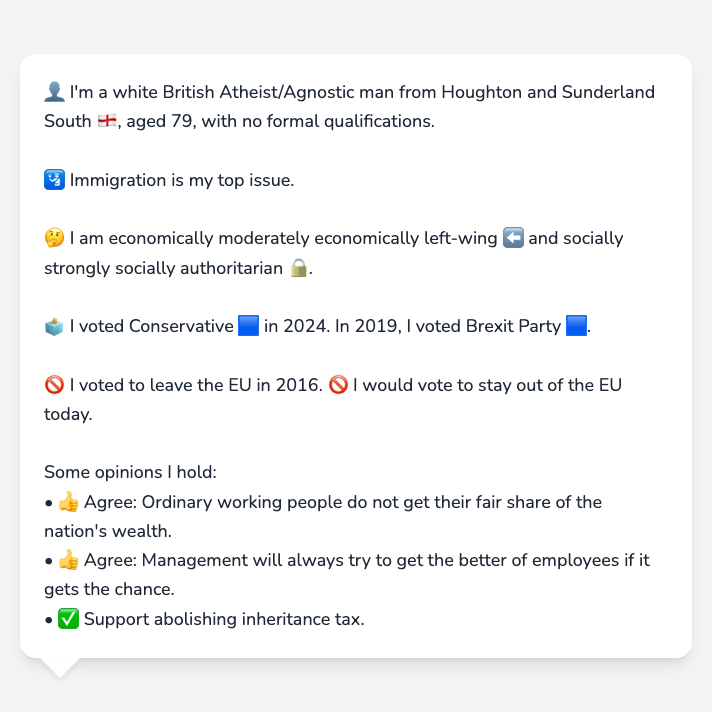 👤 I'm a white British Atheist/Agnostic man from Houghton and Sunderland
South 🏴󠁧󠁢󠁥󠁮󠁧󠁿, aged 79, with no formal qualifications.
🛂 Immigration is my top issue.
🤔 I am economically moderately economically left-wing ⬅️ and socially
strongly socially authoritarian 🔒.
🗳️ I voted Conservative 🟦 in 2024. In 2019, I voted Brexit Party 🟦.
🚫 I voted to leave the EU in 2016. 🚫 I would vote to stay out of the EU
today.
Some opinions I hold:
• 👍 Agree: Ordinary working people do not get their fair share of the
nation's wealth.
• 👍 Agree: Management will always try to get the better of employees if it
gets the chance.
• ✅ Support abolishing inheritance tax.